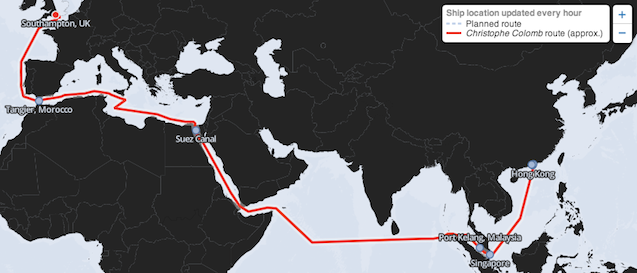 Ship location updated every hour
Planned route
Christophe Colomb route (approx.)
+
−
Southampton, UK
Tangier, Morocco
Suez Canal
Hong Kong
Port Kelang, Malaysia
Singapore